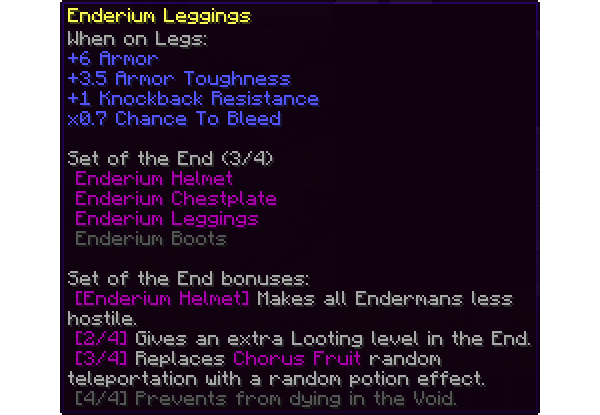 Enderium Leggings
When on Legs:
+6 Armor
+3.5 Armor Toughness
+1 Knockback Resistance
x0.7 Chance To Bleed
Set of the End (3/4)
Enderium Helmet
Enderium Chestplate
Enderium Leggings
Enderium Boots
Set of the End bonuses:
[Enderium Helmet] Makes all Endermans less
hostile.
[2/4] Gives an extra Looting level in the End.
[3/4] Replaces Chorus Fruit random
teleportation with a random potion effect.
[4/4] Prevents from dying in the Void.